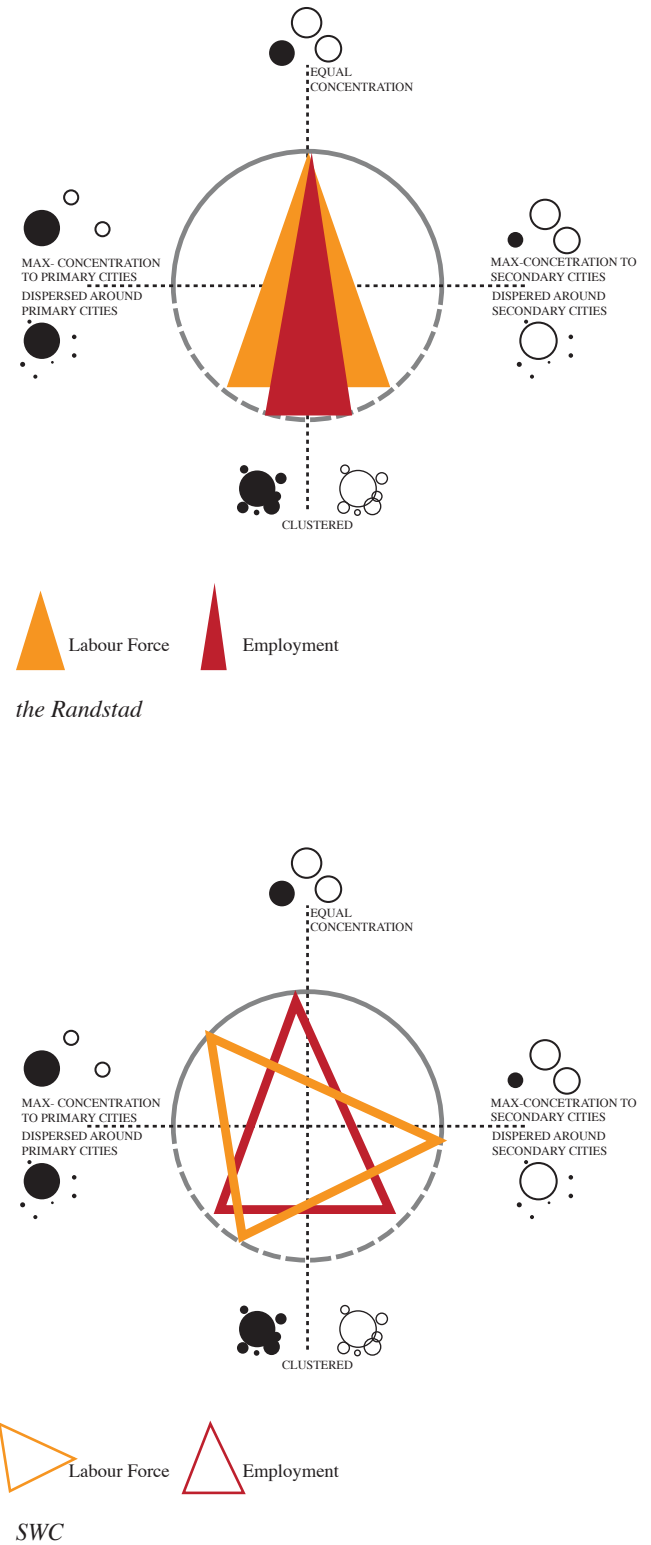 EQUAL
CONCENTRATION
MAX- CONCENTRATION
TO PRIMARY CITIES
DISPERSED AROUND
PRIMARY CITIES
MAX-CONCETRATION TO
SECONDARY CITIES
DISPERED AROUND
SECONDARY CITIES
CLUSTERED
Labour Force
Employment
the Randstad
EQUAL
CONCENTRATION
MAX- CONCENTRATION
TO PRIMARY CITIES
DISPERSED AROUND
PRIMARY CITIES
MAX-CONCETRATION TO
SECONDARY CITIES
DISPERED AROUND
SECONDARY CITIES
CLUSTERED
Labour Force
Employment
SWC